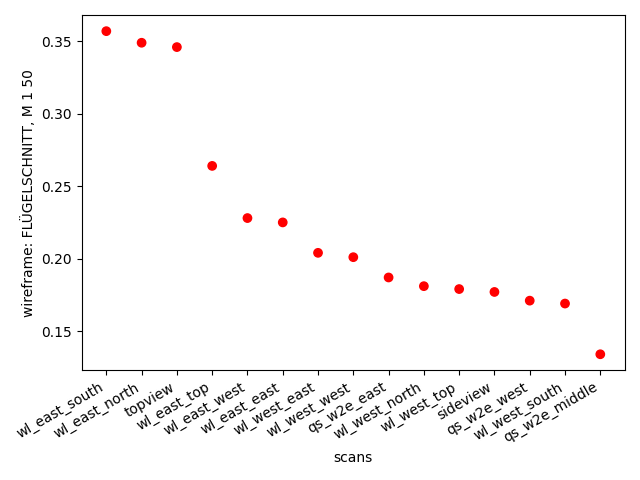 wireframe: FLÜGELSCHNITT, M 1 50
0.35
0.30
0.25
0.20
0.15
wl_east_south
wl_east_north
topview
wl_east_top
wl_east_west
wl_east_east
wl_west_east
wl_west_west
qs_w2e_east
wl_west_north
wl_west_top
sideview
qs_w2e_west
wl_west_south
qs_w2e_middle
scans